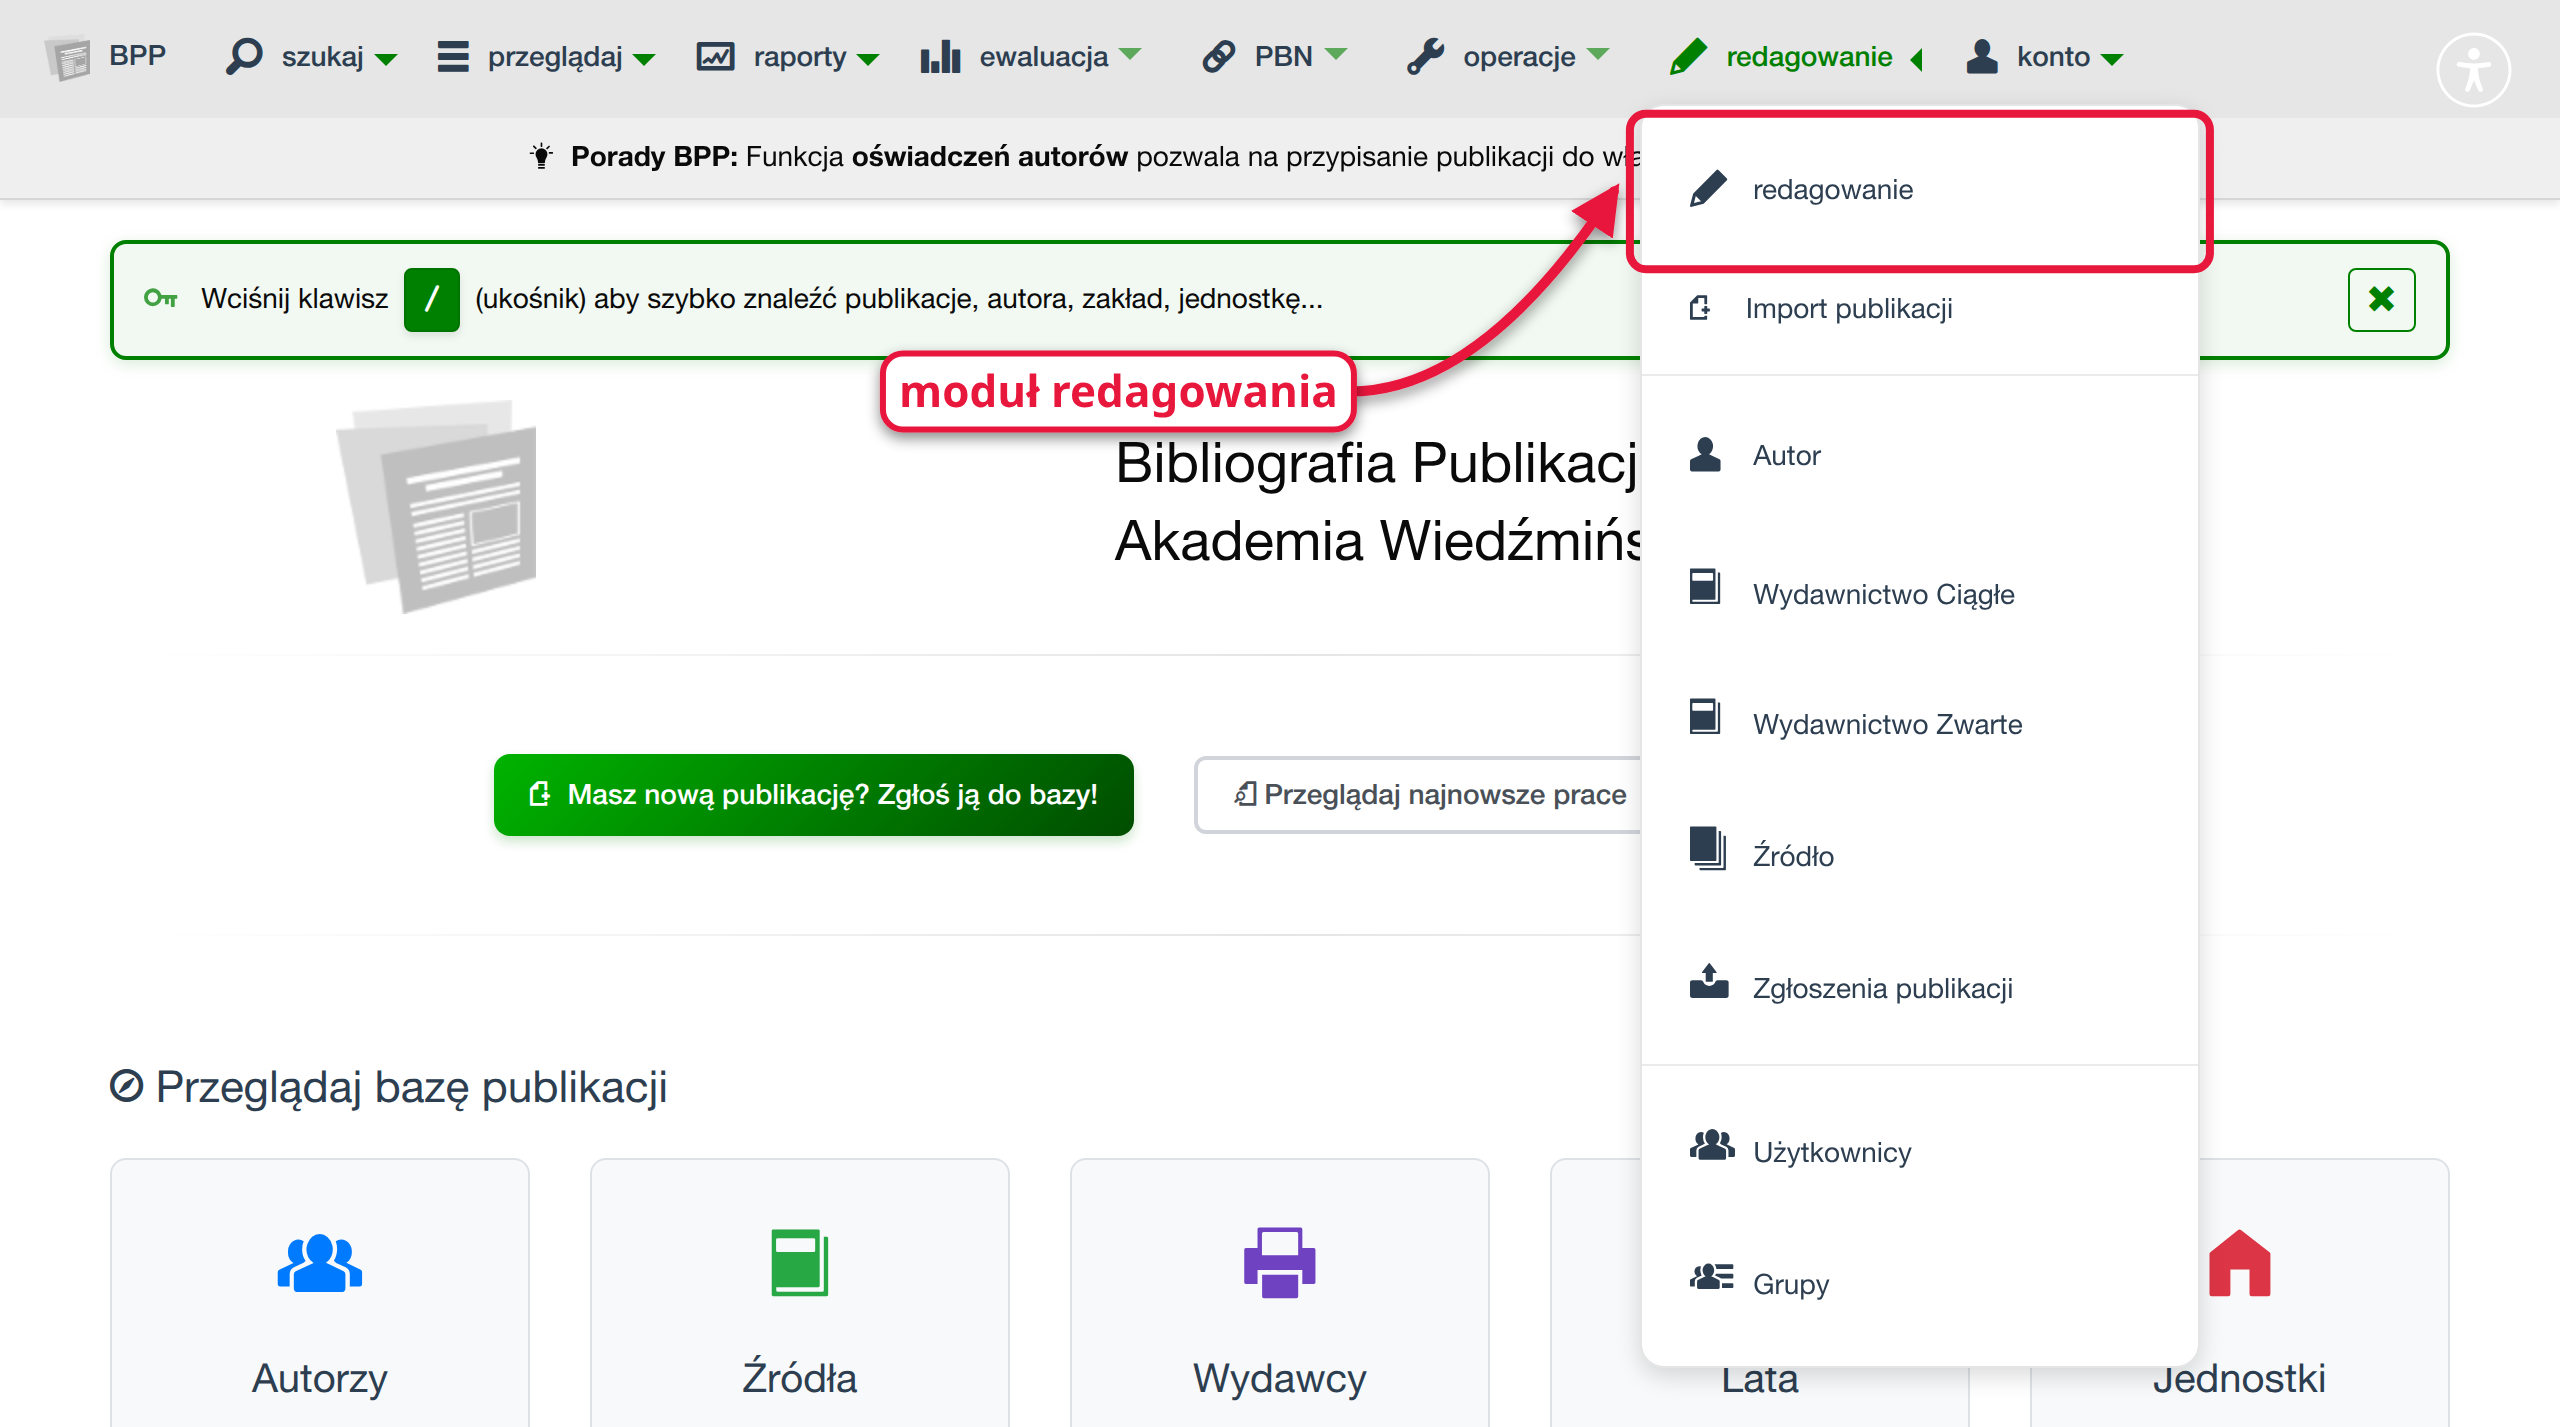 BPP szukaj przeglądaj raporty ewaluacja PBN operacje redagowanie konto
Porady BPP: Funkcja oświadczeń autorów pozwala na przypisanie publikacji do
redagowanie
Wciśnij klawisz / (ukośnik) aby szybko znaleźć publikacje, autora, zakład, jednostkę...
Import publikacji
moduł redagowania
Bibliografia Publikacj
Akademia Wiedźmińs
Autor
Wydawnictwo Ciągłe
Wydawnictwo Zwarte
Masz nową publikację? Zgłoś ją do bazy!
Przeglądaj najnowsze prace
Źródło
Zgłoszenia publikacji
Przeglądaj bazę publikacji
Użytkownicy
Grupy
Autorzy
Źródła
Wydawcy
Lata
Jednostki